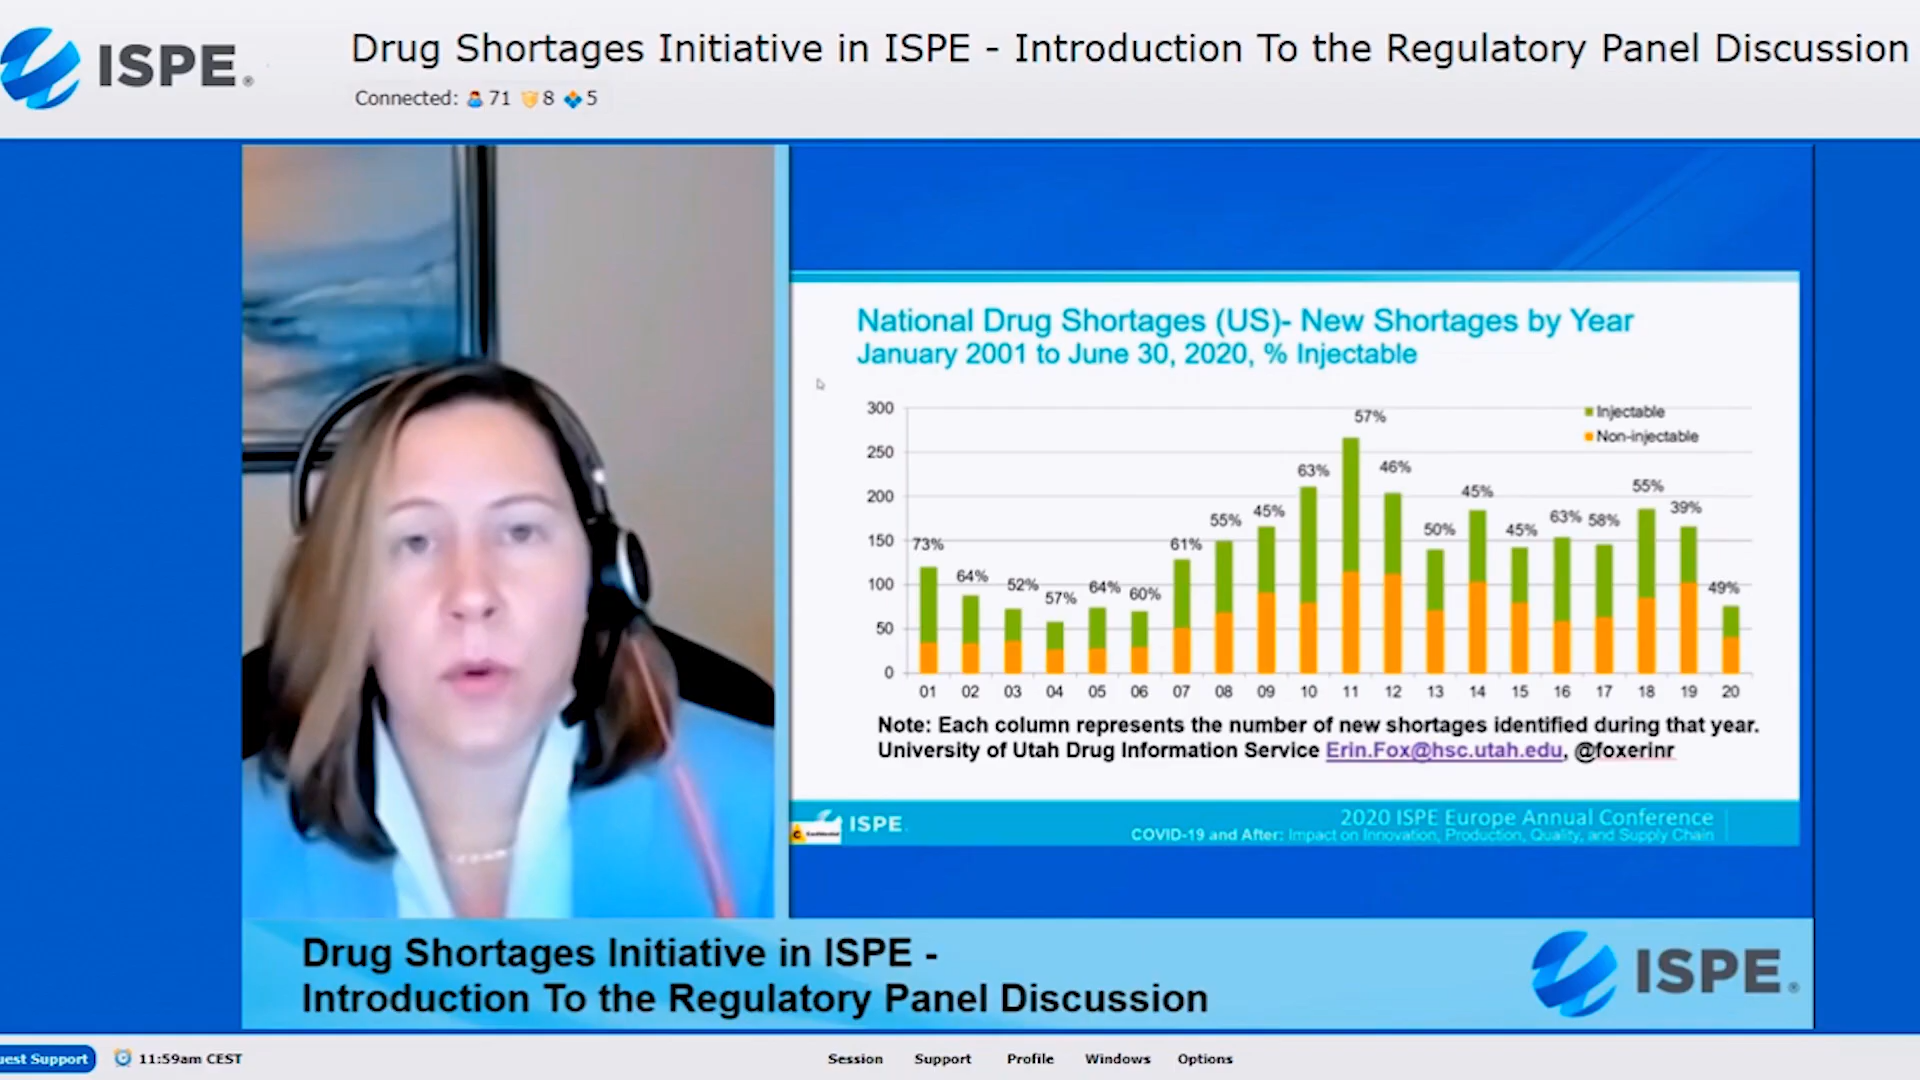 ISPE®
Drug Shortages Initiative in ISPE - Introduction To the Regulatory Panel Discussion
Connected: 71 8 5
National Drug Shortages (US)- New Shortages by Year
January 2001 to June 30, 2020, % Injectable
300
250
200
150
100
50
0
Injectable
Non-injectable
73% 64% 52% 57% 64% 60% 61% 55% 45% 63% 57% 46% 50% 45% 45% 63% 58% 55% 39% 49%
01 02 03 04 05 06 07 08 09 10 11 12 13 14 15 16 17 18 19 20
Note: Each column represents the number of new shortages identified during that year.
University of Utah Drug Information Service Erin.Fox@hsc.utah.edu, @foxerinr
C Confidential
ISPE
2020 ISPE Europe Annual Conference
COVID-19 and After: Impact on Innovation, Production, Quality, and Supply Chain
Drug Shortages Initiative in ISPE -
Introduction To the Regulatory Panel Discussion
ISPE®
uest Support
11:59am CEST
Session Support Profile Windows Options